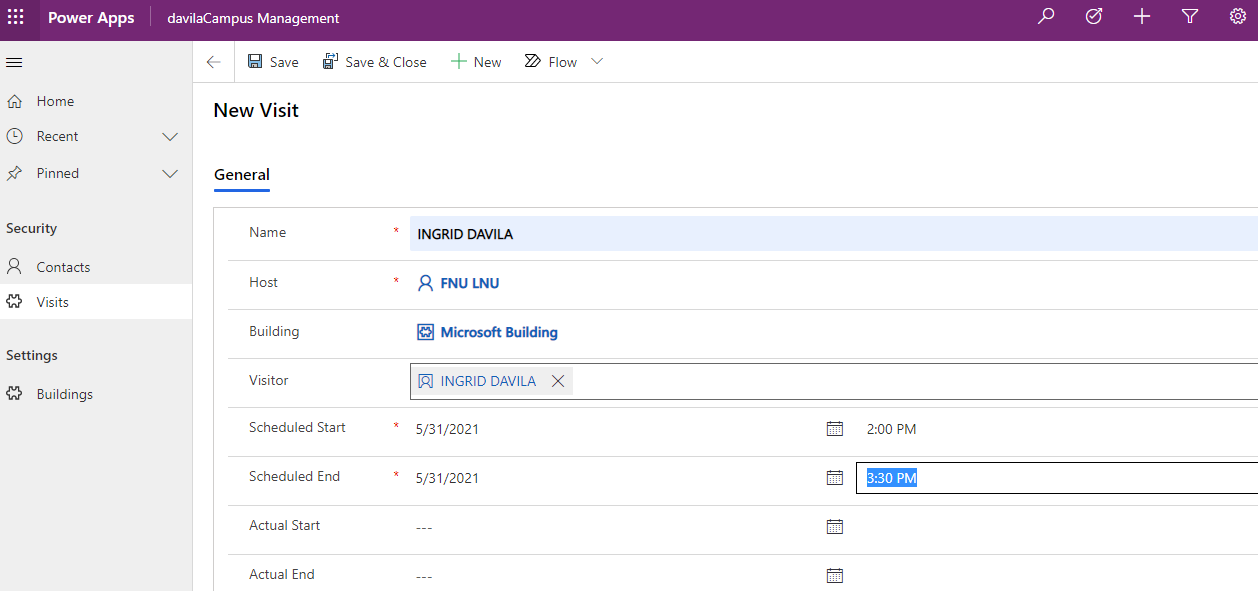 Power Apps davilaCampus Management
Save Save & Close New Flow
Home
Recent
Pinned
Security
Contacts
Visits
Settings
Buildings
New Visit
General
Name * INGRID DAVILA
Host * FNU LNU
Building Microsoft Building
Visitor INGRID DAVILA
Scheduled Start * 5/31/2021 2:00 PM
Scheduled End * 5/31/2021 3:30 PM
Actual Start ---
Actual End ---